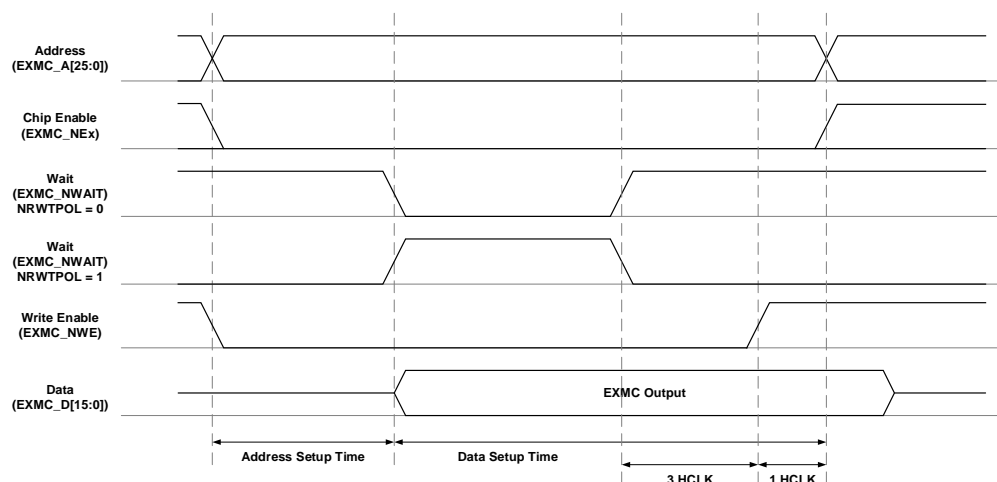 Address
(EXMC_A[25:0])
Chip Enable
(EXMC_NEx)
Wait
(EXMC_NWAIT)
NRWTPOL = 0
Wait
(EXMC_NWAIT)
NRWTPOL = 1
Write Enable
(EXMC_NWE)
Data
(EXMC_D[15:0])
EXMC Output
Address Setup Time
Data Setup Time
3 HCLK
1 HCLK